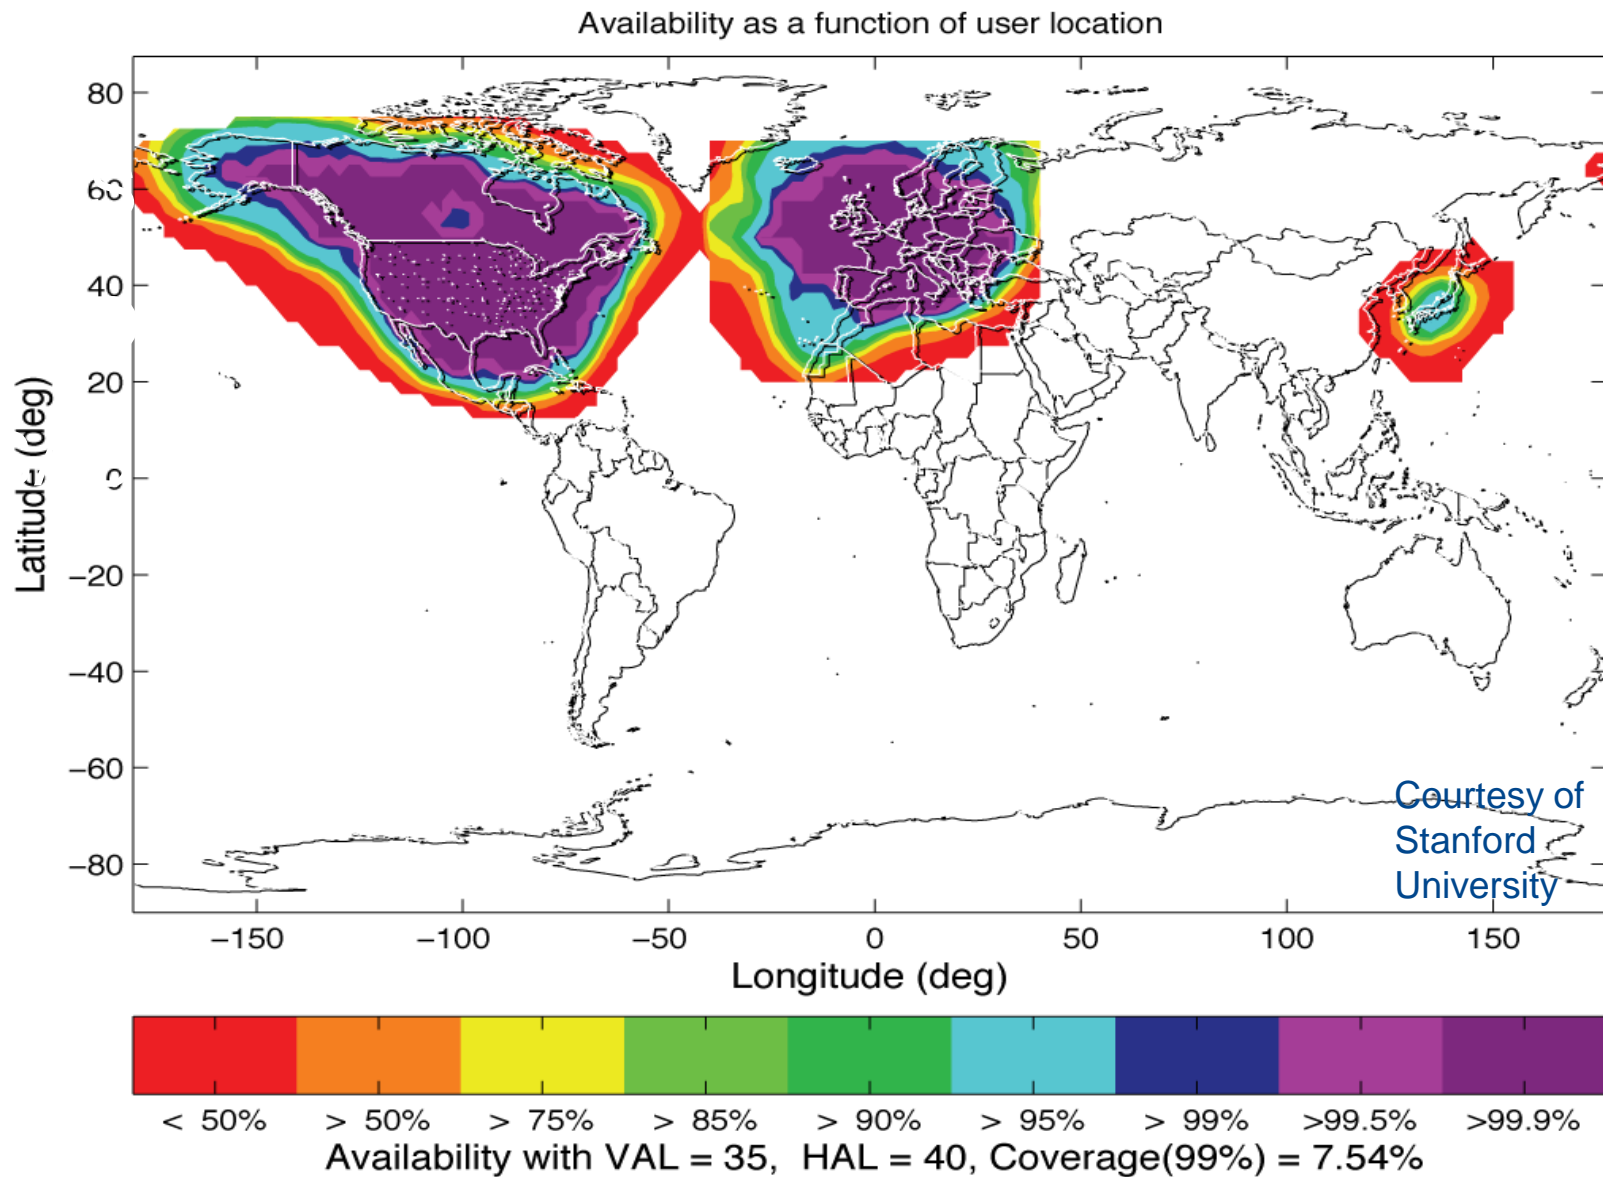 Availability as a function of user location
80
60
40
20
0
−20
−40
−60
−80
Latitude (deg)
Courtesy of
Stanford
University
−150 −100 −50 0 50 100 150
Longitude (deg)
< 50% > 50% > 75% > 85% > 90% > 95% > 99% >99.5% >99.9%
Availability with VAL = 35, HAL = 40, Coverage(99%) = 7.54%